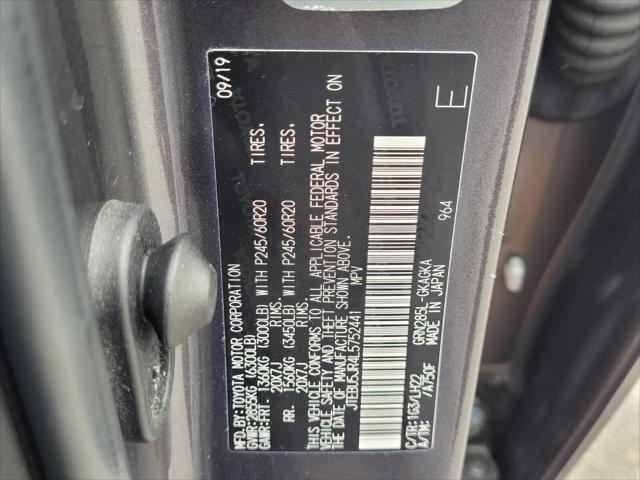 MFD.BY:TOYOTA MOTOR CORPORATION 09/19
GVWR:2855KG (6300LB)
GAWR:FRT. 1360KG (3000LB) WITH P245/60R20 TIRES,
20X7J RIMS.
RR. 1560KG (3450LB) WITH P245/60R20 TIRES,
20X7J RIMS.
THIS VEHICLE CONFORMS TO ALL APPLICABLE FEDERAL MOTOR
VEHICLE SAFETY AND THEFT PREVENTION STANDARDS IN EFFECT ON
THE DATE OF MANUFACTURE SHOWN ABOVE.
JTEBU5JR4L5752441 MPV
C/TR:1G3/LH22 GRN285L-GKAGKA
A/TM: /A750F MADE IN JAPAN
964
E